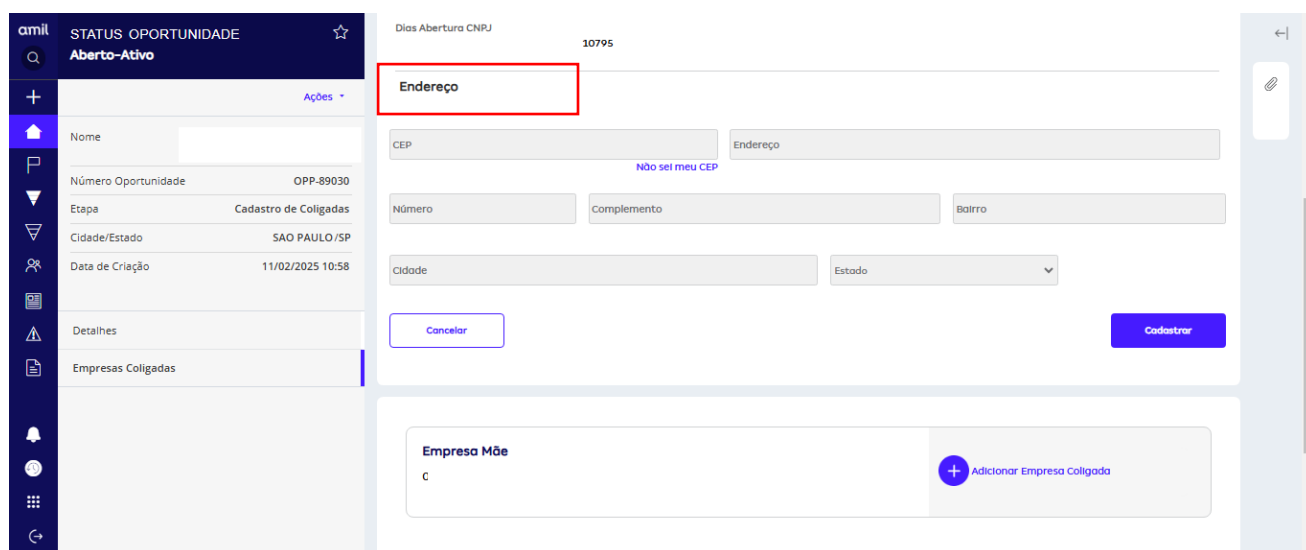 amil
STATUS OPORTUNIDADE
Aberto-Ativo
Ações
Nome
Número Oportunidade OPP-89030
Etapa Cadastro de Coligadas
Cidade/Estado SAO PAULO/SP
Data de Criação 11/02/2025 10:58
Detalhes
Empresas Coligadas
Dias Abertura CNPJ
10795
Endereço
CEP Endereço
Não sei meu CEP
Número Complemento Bairro
Cidade Estado
Cancelar Cadastrar
Empresa Mãe
Adicionar Empresa Coligada